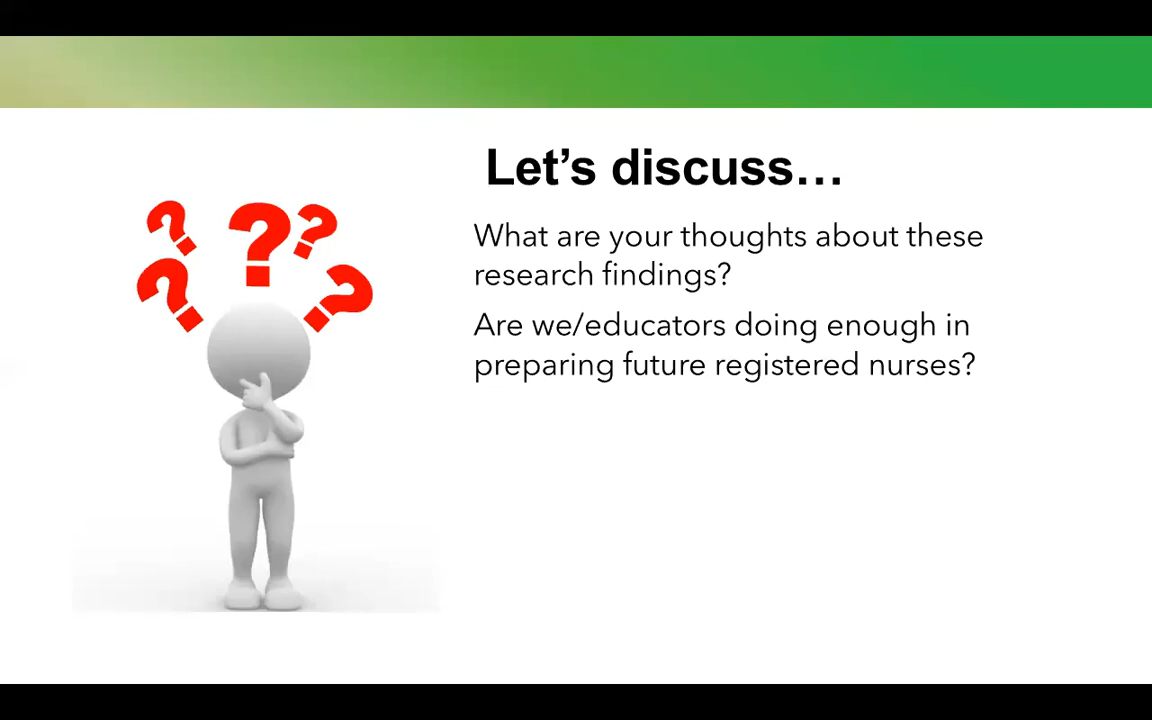 Let’s discuss…
What are your thoughts about these
research findings?
Are we/educators doing enough in
preparing future registered nurses?